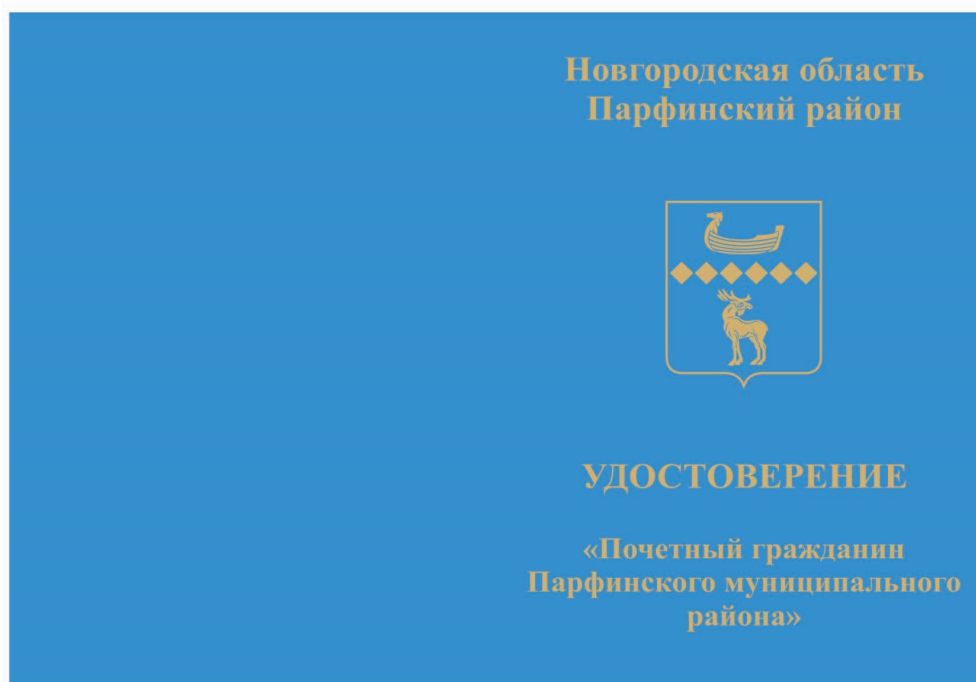 Новгородская область
Парфинский район
УДОСТОВЕРЕНИЕ
«Почетный гражданин
Парфинского муниципального
района»